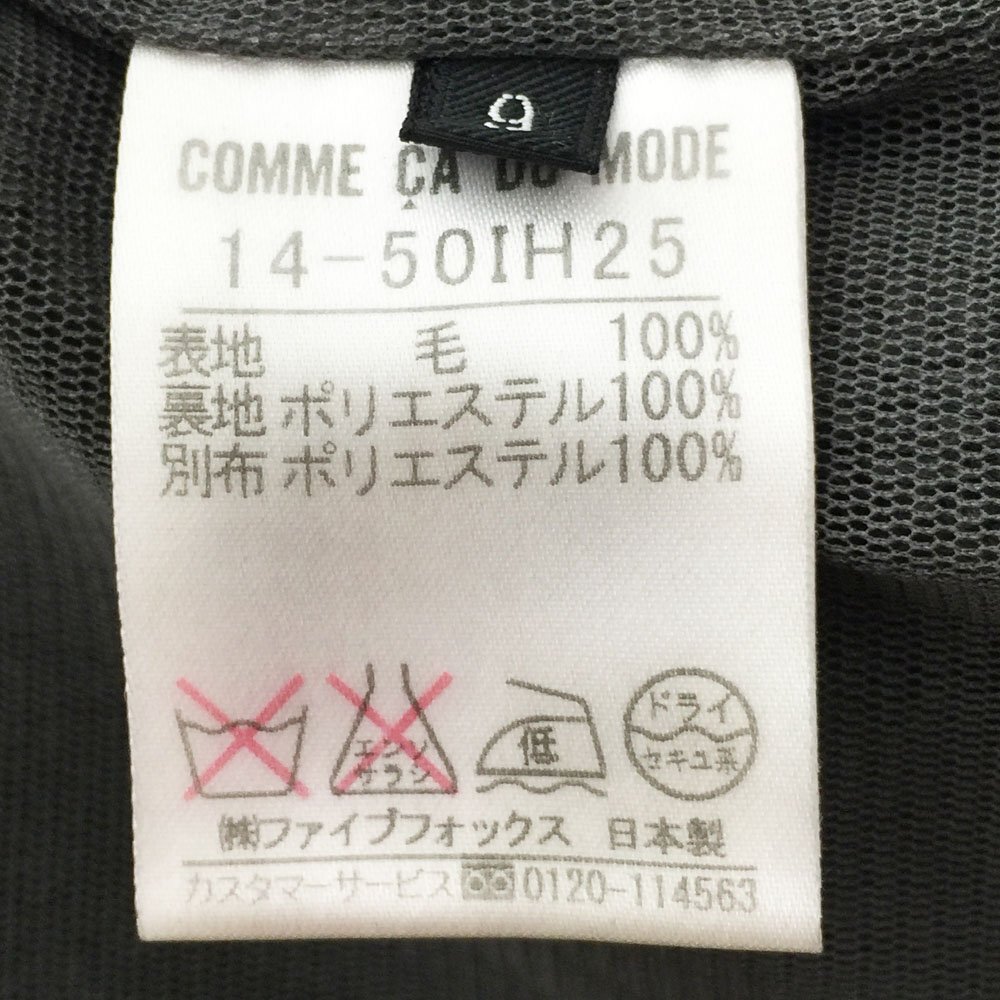 9
COMME ÇA DU MODE
14-50IH25
表地 毛 100%
裏地 ポリエステル100%
別布 ポリエステル100%
エンソ サラシ
低
ドライ
セキユ系
㈱ファイブフォックス 日本製
カスタマーサービス 0120-114563